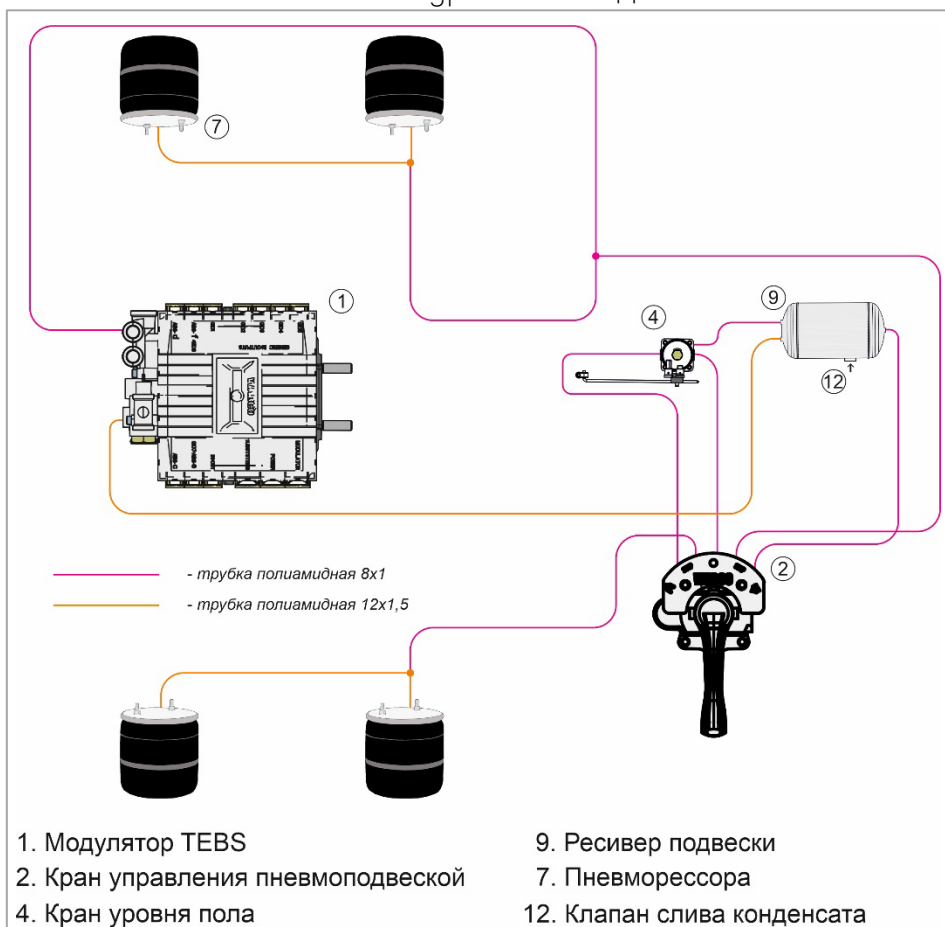 7
1
4
9
12
2
- трубка полиамидная 8x1
- трубка полиамидная 12x1,5
1. Модулятор TEBS
2. Кран управления пневмоподвеской
4. Кран уровня пола
9. Ресивер подвески
7. Пневморессора
12. Клапан слива конденсата